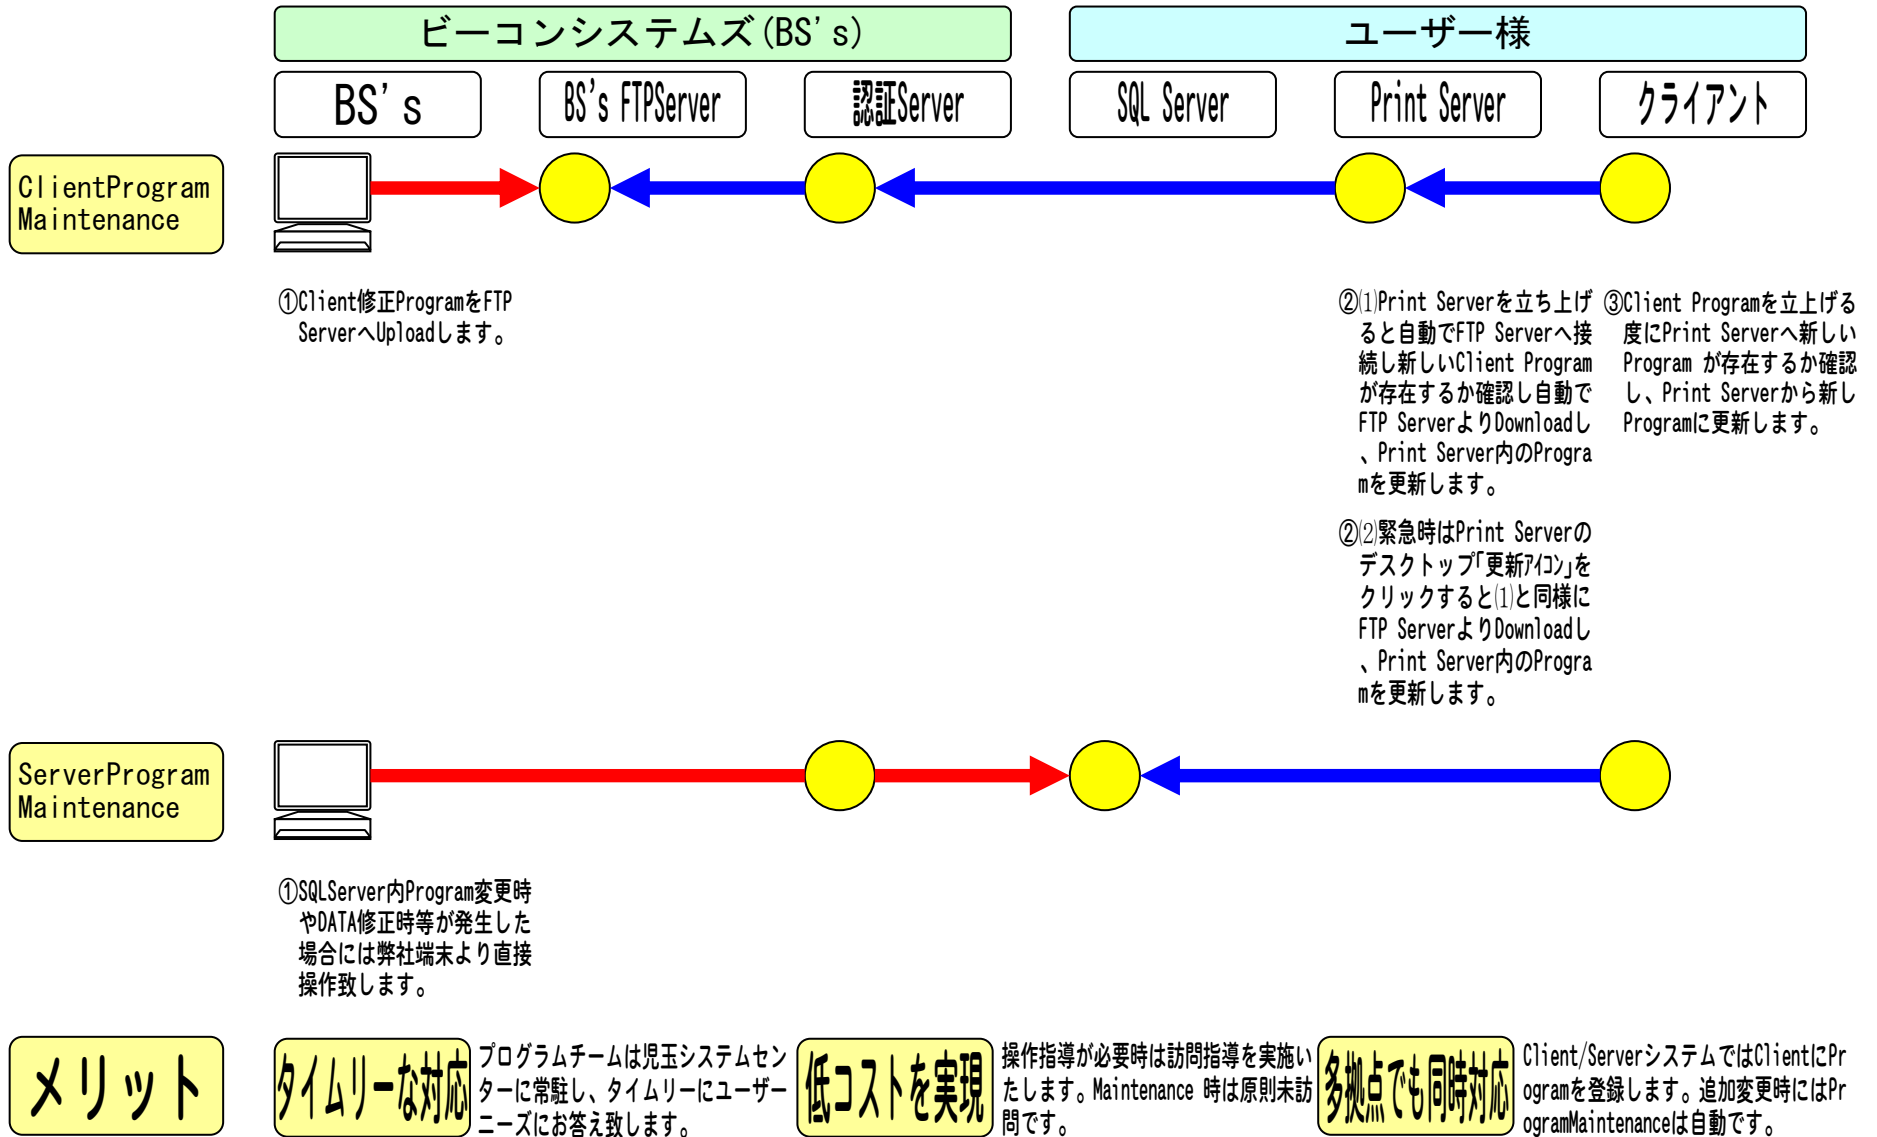 ビーコンシステムズ(BS's)
ユーザー様
BS's
BS's FTPServer
認証Server
SQL Server
Print Server
クライアント
ClientProgram
Maintenance
①Client修正ProgramをFTP
ServerへUploadします。
②⑴Print Serverを立ち上げ
ると自動でFTP Serverへ接
続し新しいClient Program
が存在するか確認し自動で
FTP ServerよりDownloadし
、Print Server内のProgra
mを更新します。
②⑵緊急時はPrint Serverの
デスクトップ「更新ｱｲｺﾝ」を
クリックすると⑴と同様に
FTP ServerよりDownloadし
、Print Server内のProgra
mを更新します。
③Client Programを立上げる
度にPrint Serverへ新しい
Program が存在するか確認
し、Print Serverから新し
Programに更新します。
ServerProgram
Maintenance
①SQLServer内Program変更時
やDATA修正時等が発生した
場合には弊社端末より直接
操作致します。
メリット
タイムリーな対応
プログラムチームは児玉システムセン
ターに常駐し、タイムリーにユーザー
ニーズにお答え致します。
低コストを実現
操作指導が必要時は訪問指導を実施い
たします。Maintenance 時は原則未訪
問です。
多拠点でも同時対応
Client/ServerシステムではClientにPr
ogramを登録します。追加変更時にはPr
ogramMaintenanceは自動です。